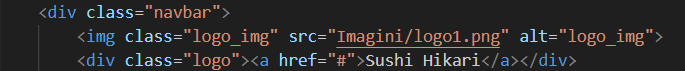 <div class="navbar">
<img class="logo_img" src="Imagini/logo1.png" alt="logo_img">
<div class="logo"><a href="#">Sushi Hikari</a></div>